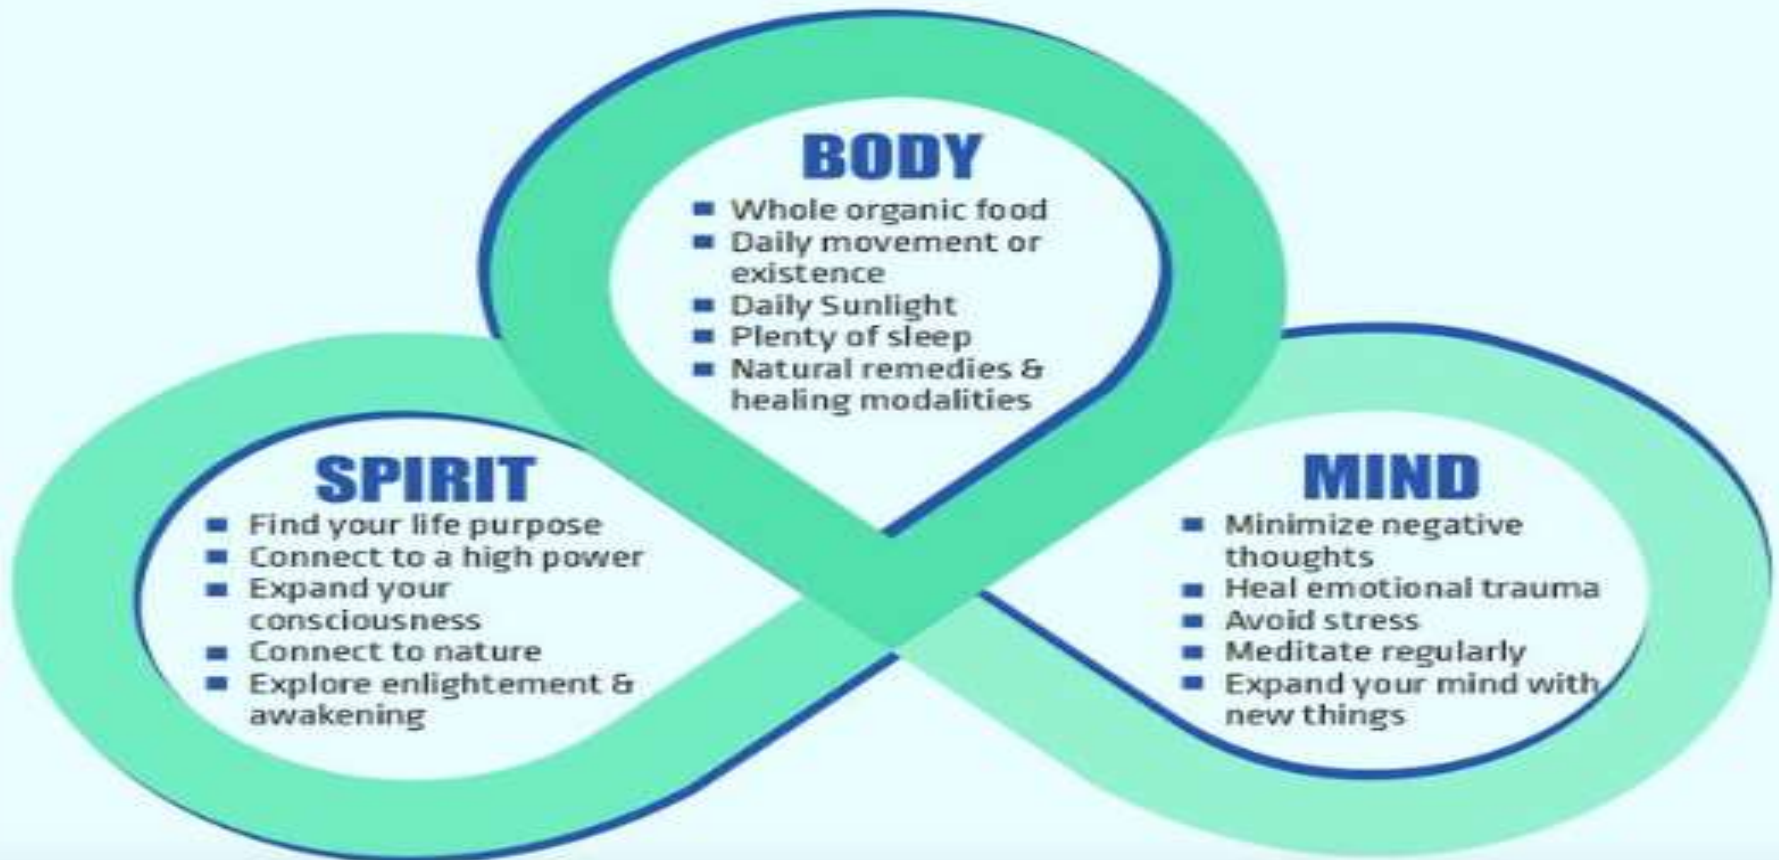 BODY
Whole organic food
Daily movement or
existence
Daily Sunlight
Plenty of sleep
Natural remedies &
healing modalities
SPIRIT
Find your life purpose
Connect to a high power
Expand your
consciousness
Connect to nature
Explore enlightement &
awakening
MIND
Minimize negative
thoughts
Heal emotional trauma
Avoid stress
Meditate regularly
Expand your mind with
new things